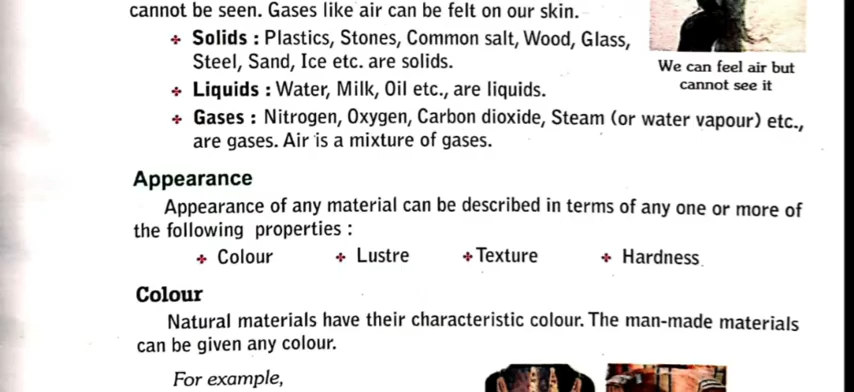 cannot be seen. Gases like air can be felt on our skin.
✤ Solids : Plastics, Stones, Common salt, Wood, Glass,
Steel, Sand, Ice etc. are solids.
We can feel air but
cannot see it
✤ Liquids : Water, Milk, Oil etc., are liquids.
✤ Gases : Nitrogen, Oxygen, Carbon dioxide, Steam (or water vapour) etc.,
are gases. Air is a mixture of gases.
Appearance
Appearance of any material can be described in terms of any one or more of
the following properties :
✤ Colour ✤ Lustre ✤ Texture ✤ Hardness
Colour
Natural materials have their characteristic colour. The man-made materials
can be given any colour.
For example,